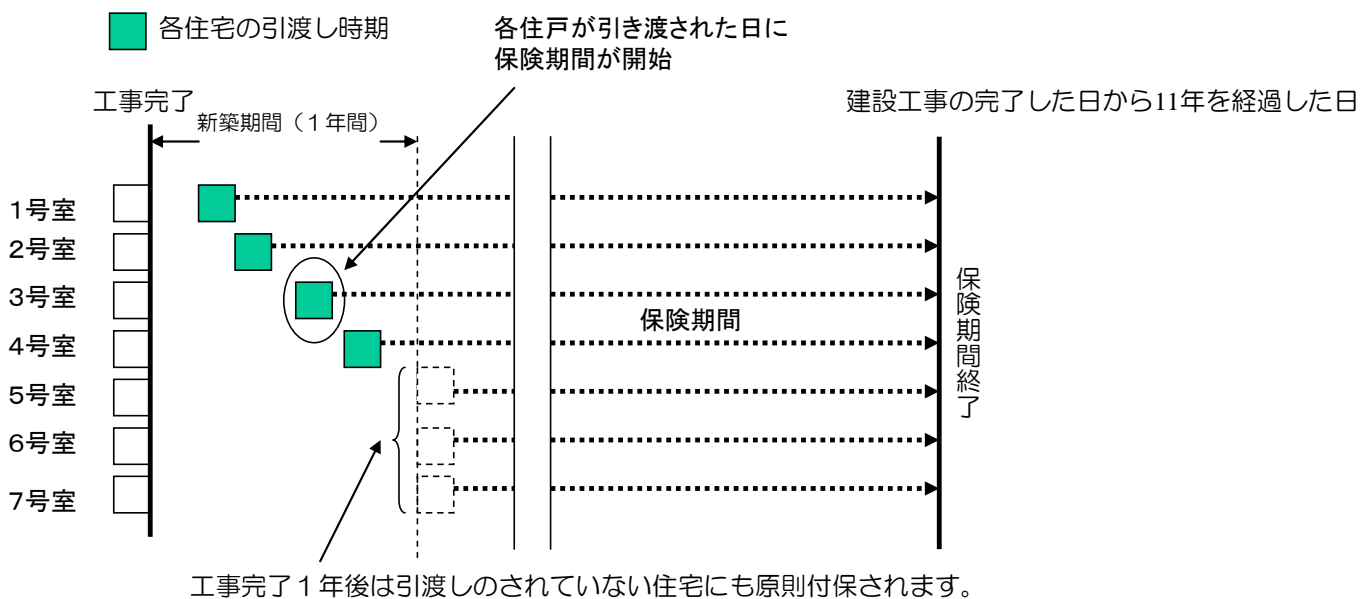 各住宅の引渡し時期
各住戸が引き渡された日に
保険期間が開始
工事完了
建設工事の完了した日から11年を経過した日
新築期間（１年間）
1号室
2号室
3号室
4号室
5号室
6号室
7号室
保険期間
保険期間終了
工事完了１年後は引渡しのされていない住宅にも原則付保されます。